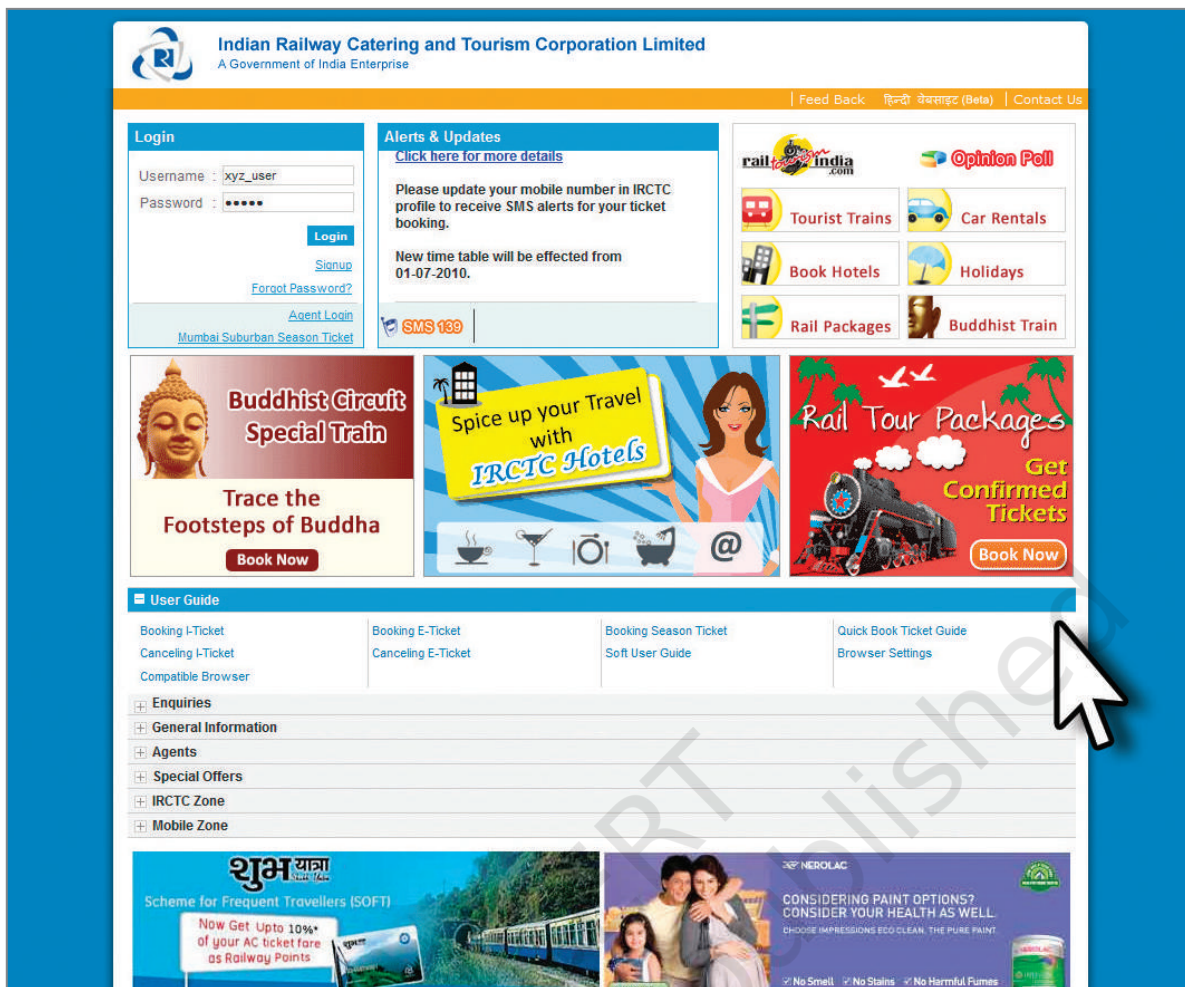 Indian Railway Catering and Tourism Corporation Limited
A Government of India Enterprise
Feed Back हिन्दी वेबसाइट (Beta) Contact Us
Login
Username : xyz_user
Password : •••••
Login
Signup
Forgot Password?
Agent Login
Mumbai Suburban Season Ticket
Alerts & Updates
Click here for more details
Please update your mobile number in IRCTC
profile to receive SMS alerts for your ticket
booking.
New time table will be effected from
01-07-2010.
SMS 139
rail tourism india
.com
Opinion Poll
Tourist Trains
Car Rentals
Book Hotels
Holidays
Rail Packages
Buddhist Train
Buddhist Circuit
Special Train
Trace the
Footsteps of Buddha
Book Now
Spice up your Travel
with
IRCTC Hotels
@
Rail Tour Packages
Get
Confirmed
Tickets
Book Now
User Guide
Booking I-Ticket
Booking E-Ticket
Booking Season Ticket
Quick Book Ticket Guide
Canceling I-Ticket
Canceling E-Ticket
Soft User Guide
Browser Settings
Compatible Browser
Enquiries
General Information
Agents
Special Offers
IRCTC Zone
Mobile Zone
शुभ यात्रा
Scheme for Frequent Travellers (SOFT)
Now Get Upto 10%*
of your AC ticket fare
as Railway Points
NEROLAC
CONSIDERING PAINT OPTIONS?
CONSIDER YOUR HEALTH AS WELL.
CHOOSE IMPRESSIONS ECO CLEAN. THE PURE PAINT.
No Smell No Stains No Harmful Fumes